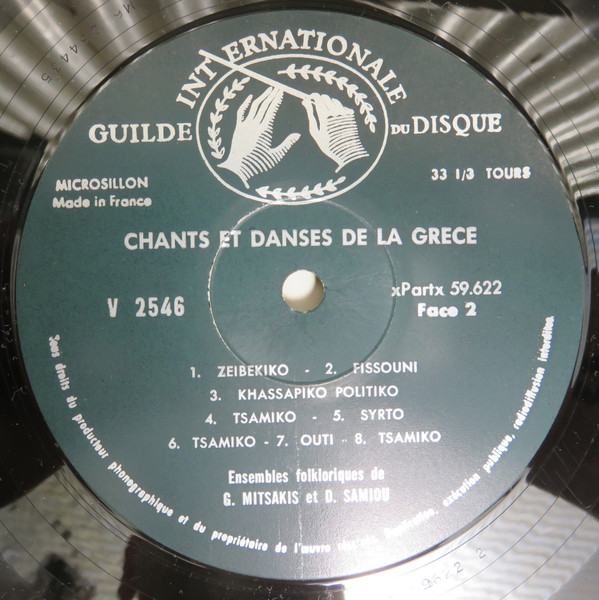 GUILDE INTERNATIONALE DU DISQUE
MICROSILLON
Made in France
33 1/3 TOURS
CHANTS ET DANSES DE LA GRECE
V 2546
xPartx 59.622
Face 2
1. ZEIBEKIKO - 2. FISSOUNI
3. KHASSAPIKO POLITIKO
4. TSAMIKO - 5. SYRTO
6. TSAMIKO - 7. OUTI - 8. TSAMIKO
Ensembles folkloriques de
G. MITSAKIS et D. SAMIOU
Tous droits du producteur phonographique et du propriétaire de l'œuvre réservés. Duplication, exécution publique, radiodiffusion interdites.